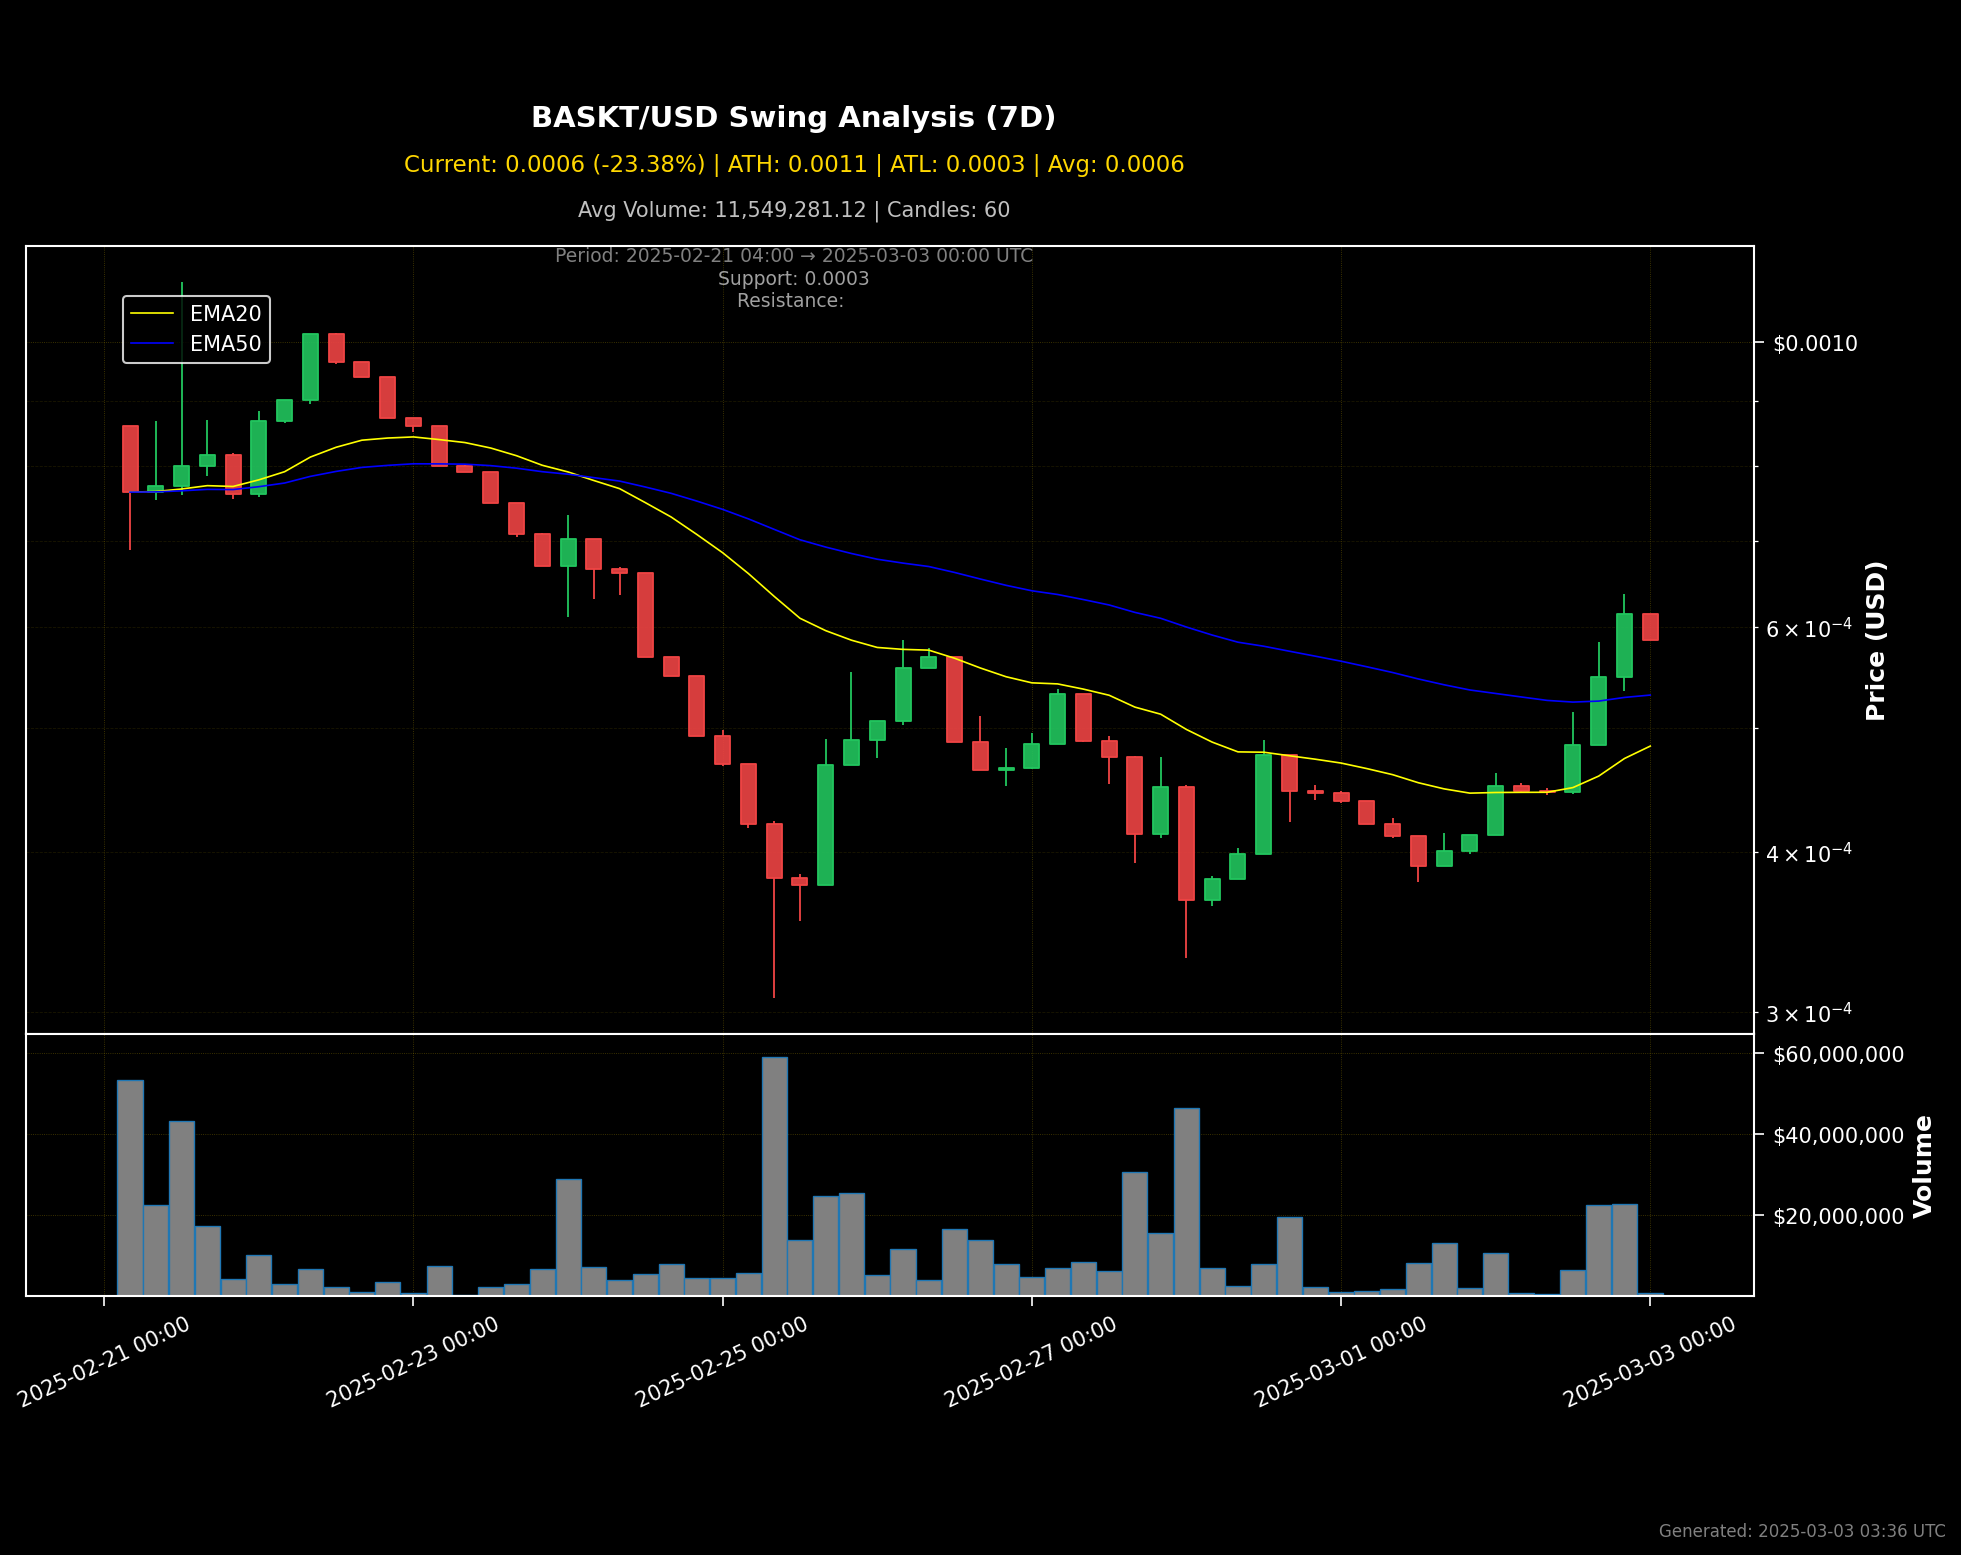 BASKT/USD Swing Analysis (7D)
Current: 0.0006 (-23.38%) | ATH: 0.0011 | ATL: 0.0003 | Avg: 0.0006
Avg Volume: 11,549,281.12 | Candles: 60
Period: 2025-02-21 04:00 → 2025-03-03 00:00 UTC
Support: 0.0003
Resistance:
EMA20
EMA50
$0.0010
6 × 10⁻⁴
4 × 10⁻⁴
3 × 10⁻⁴
Price (USD)
$60,000,000
$40,000,000
$20,000,000
Volume
2025-02-21 00:00
2025-02-23 00:00
2025-02-25 00:00
2025-02-27 00:00
2025-03-01 00:00
2025-03-03 00:00
Generated: 2025-03-03 03:36 UTC